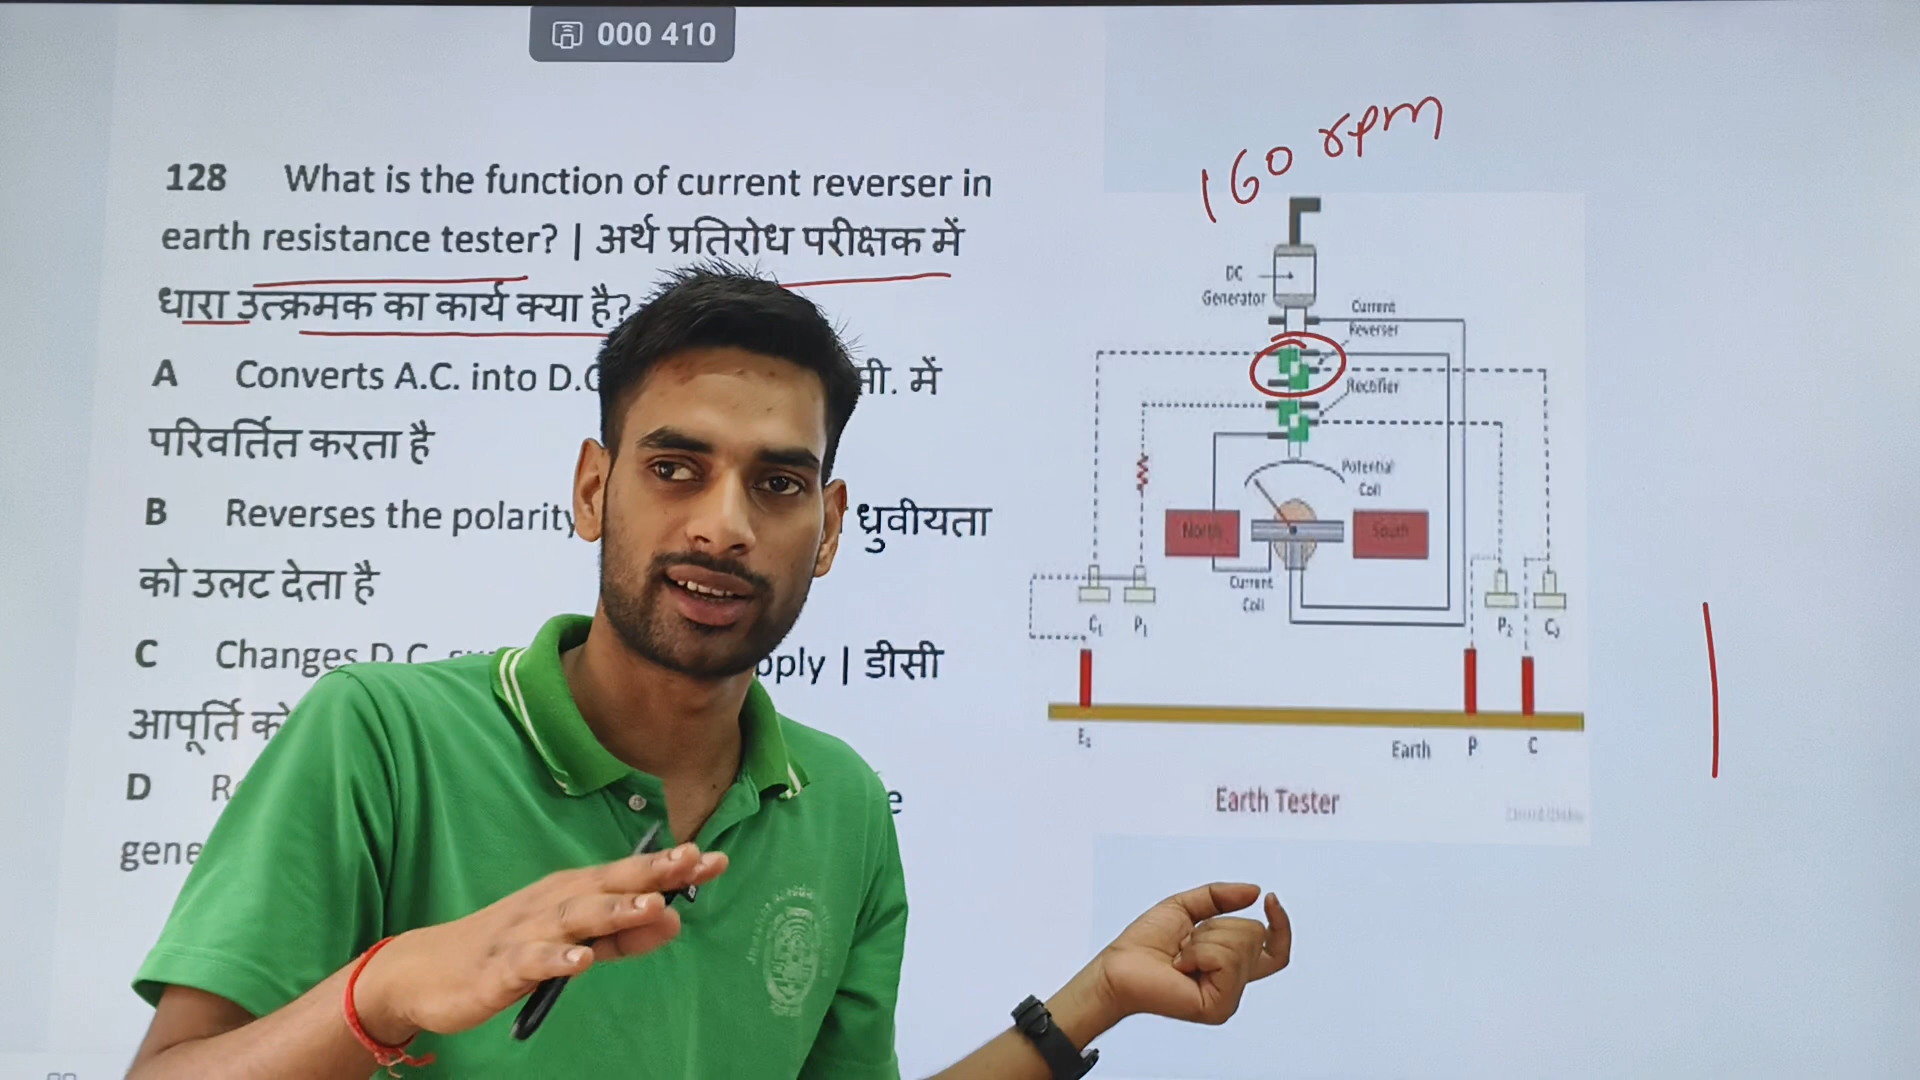 000 410
128 What is the function of current reverser in
earth resistance tester? | अर्थ प्रतिरोध परीक्षक में
धारा उत्क्रमक का कार्य क्या है?
A Converts A.C. into D.C में
परिवर्तित करता है
B Reverses the polarity ध्रुवीयता
को उलट देता है
C Changes D.C. | डीसी
आपूर्ति को
D
160 rpm
DC
Generator
Current
Reverser
Rectifier
Potential
Coil
North
South
Current
Coil
C₁ P₁ P₂ C₂
E₁ Earth P C
Earth Tester